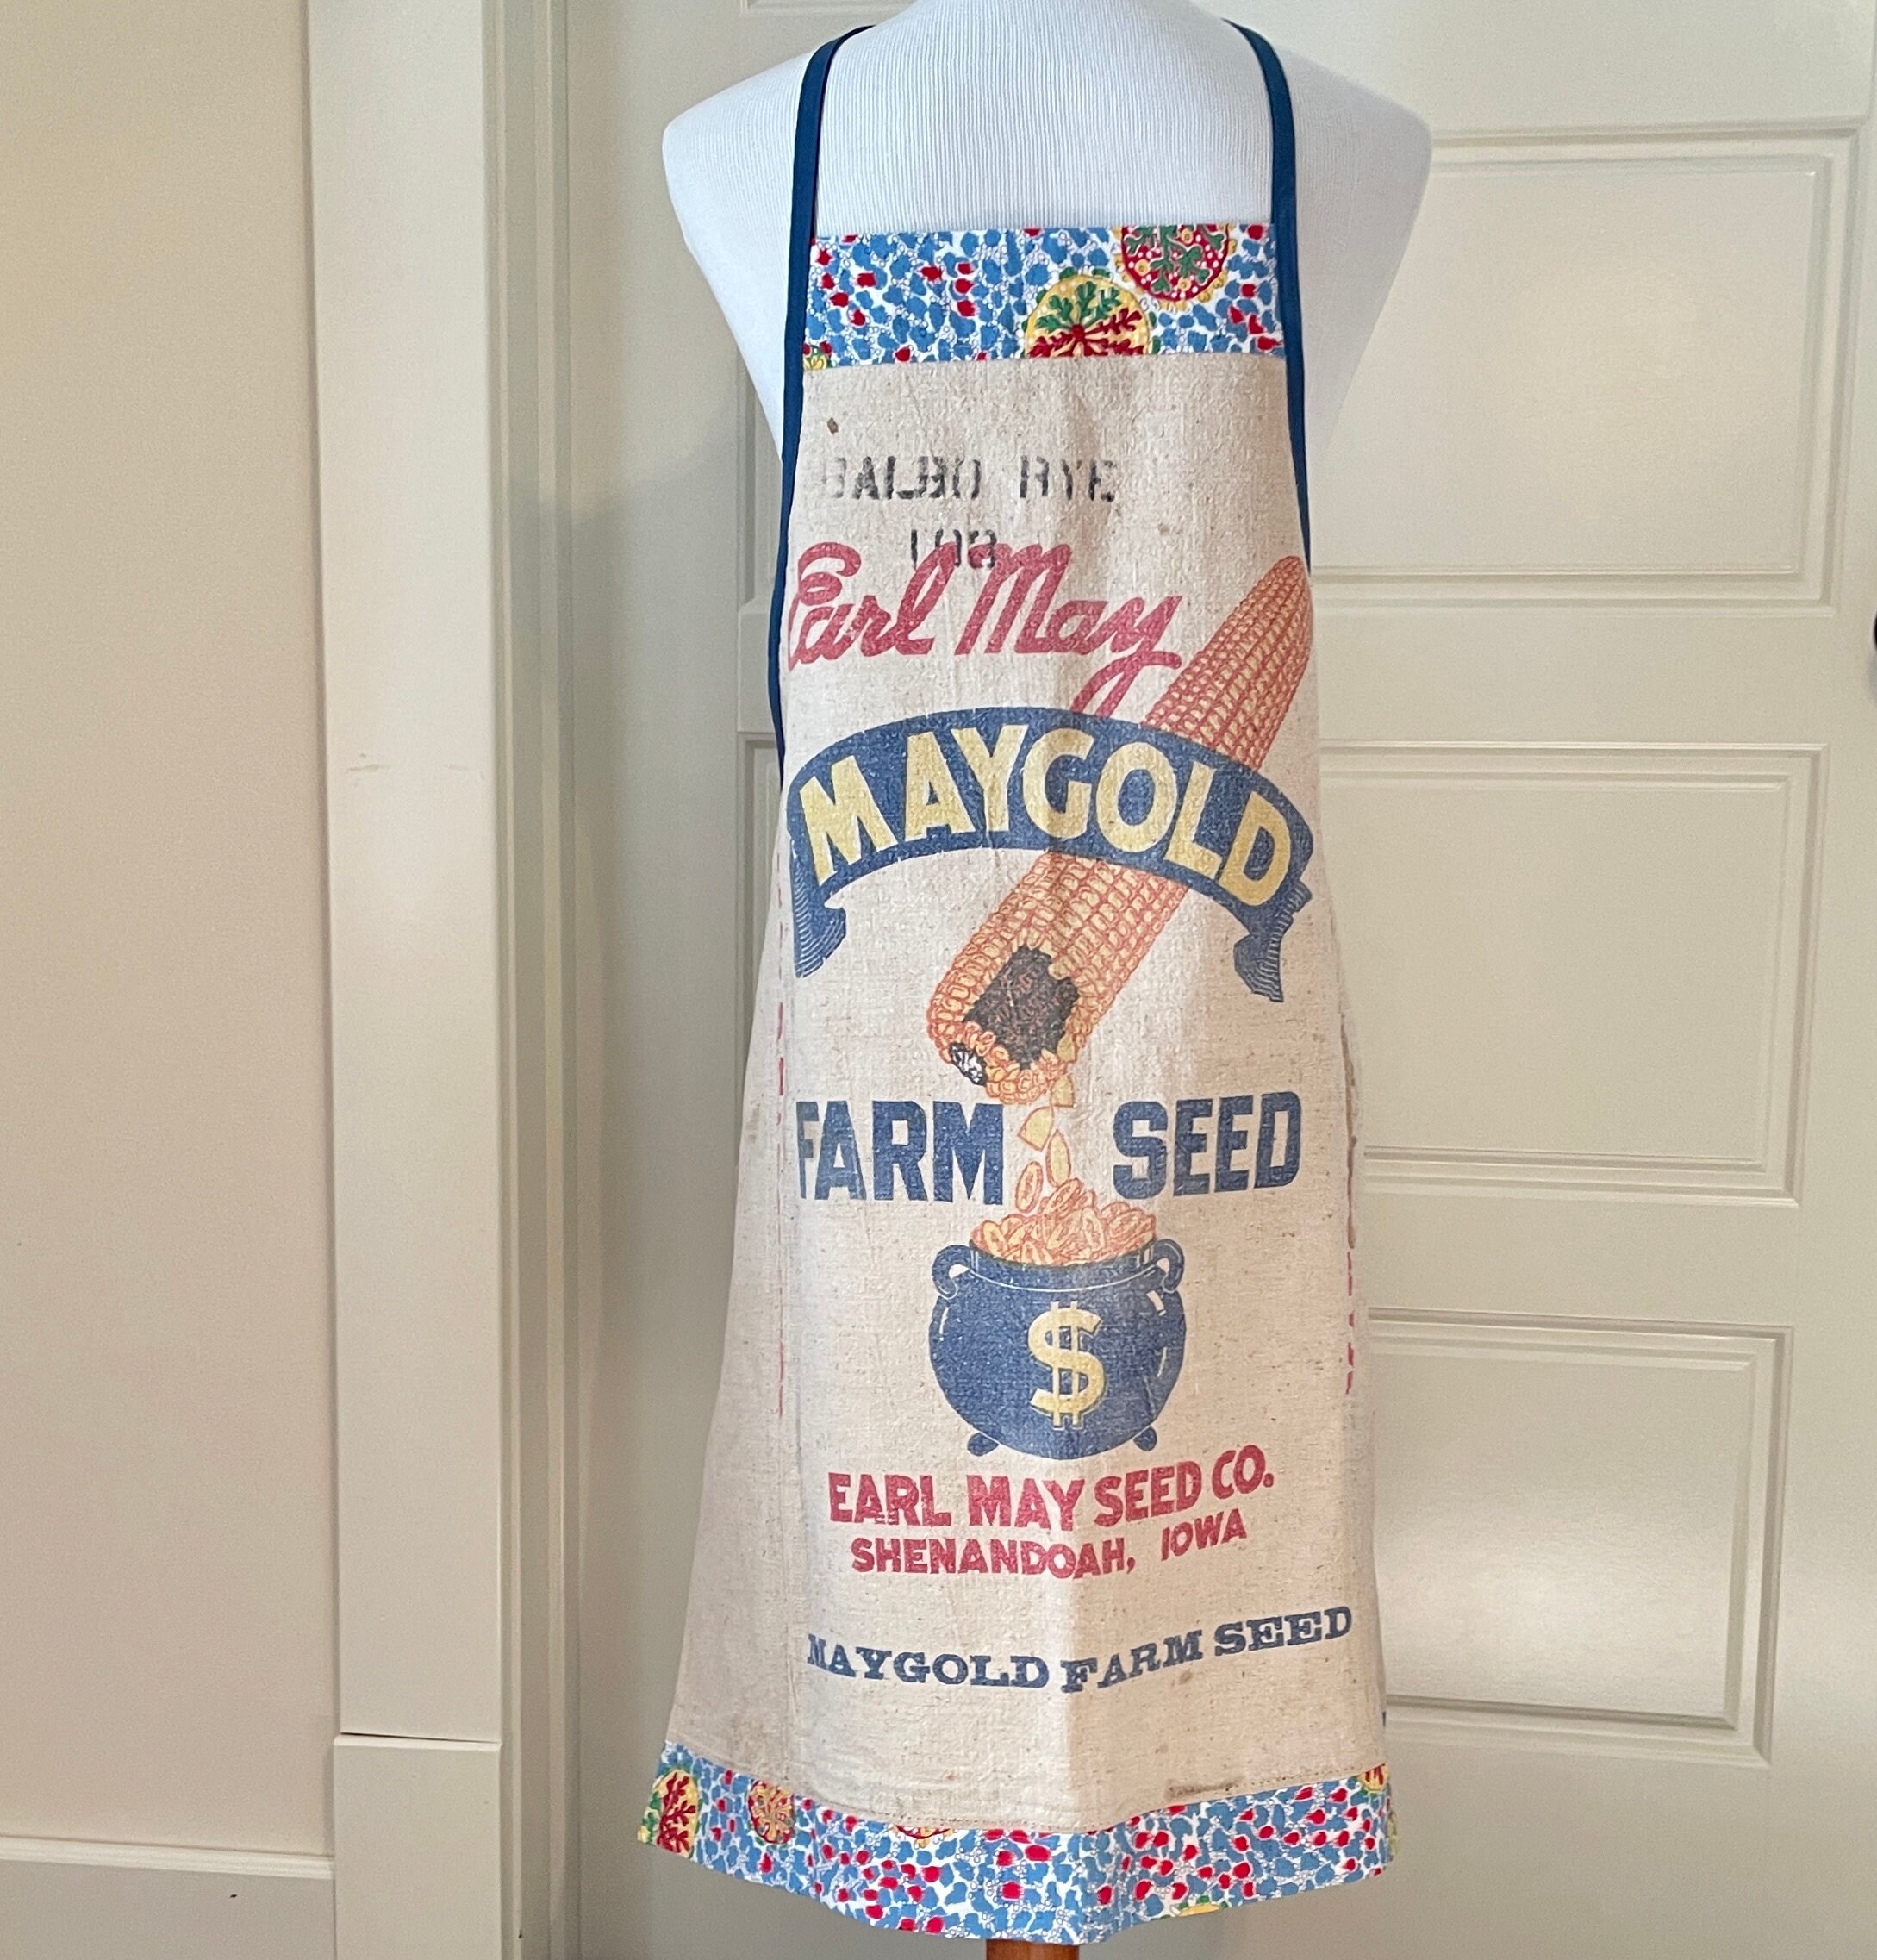 BALBO RYE
Earl May
MAYGOLD
FARM SEED
$
EARL MAY SEED CO.
SHENANDOAH, IOWA
MAYGOLD FARM SEED